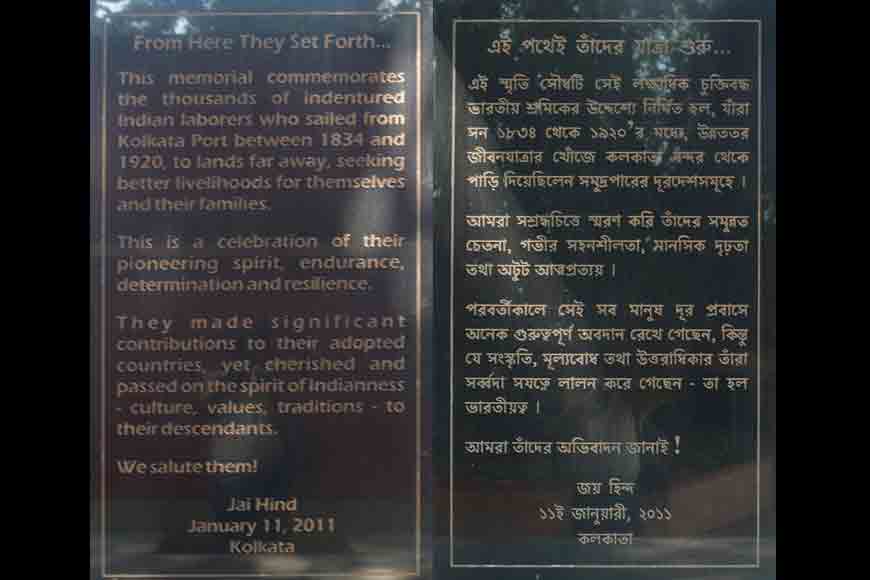 From Here They Set Forth...
This memorial commemorates
the thousands of indentured
Indian laborers who sailed from
Kolkata Port between 1834 and
1920, to lands far away, seeking
better livelihoods for themselves
and their families.
This is a celebration of their
pioneering spirit, endurance,
determination and resilience.
They made significant
contributions to their adopted
countries, yet cherished and
passed on the spirit of Indianness
- culture, values, traditions - to
their descendants.
We salute them!
Jai Hind
January 11, 2011
Kolkata
এই পথেই তাঁদের যাত্রা শুরু...
এই স্মৃতি সৌধটি সেই লক্ষাধিক চুক্তিবদ্ধ
ভারতীয় শ্রমিকের উদ্দেশ্যে নির্মিত হল, যাঁরা
সন ১৮৩৪ থেকে ১৯২০'র মধ্যে, উন্নততর
জীবনযাত্রার খোঁজে কলকাতা বন্দর থেকে
পাড়ি দিয়েছিলেন সমুদ্রপারের দূরদেশসমূহে ।
আমরা সশ্রদ্ধচিত্তে স্মরণ করি তাঁদের সমুন্নত
চেতনা, গভীর সহনশীলতা, মানসিক দৃঢ়তা
তথা অটুট আত্মপ্রত্যয় ।
পরবর্তীকালে সেই সব মানুষ দূর প্রবাসে
অনেক গুরুত্বপূর্ণ অবদান রেখে গেছেন, কিন্তু
যে সংস্কৃতি, মূল্যবোধ তথা উত্তরাধিকার তাঁরা
সর্ব্বদা সযত্নে লালন করে গেছেন - তা হল
ভারতীয়ত্ব ।
আমরা তাঁদের অভিবাদন জানাই !
জয় হিন্দ
১১ই জানুয়ারী, ২০১১
কলকাতা